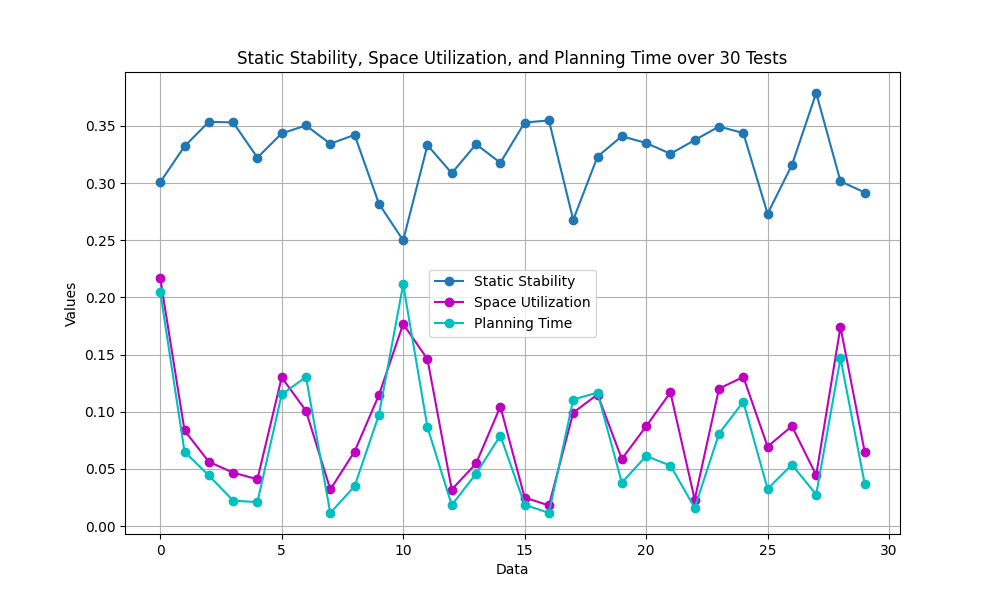 Static Stability, Space Utilization, and Planning Time over 30 Tests
Values
0.35
0.30
0.25
0.20
0.15
0.10
0.05
0.00
Static Stability
Space Utilization
Planning Time
0 5 10 15 20 25 30
Data